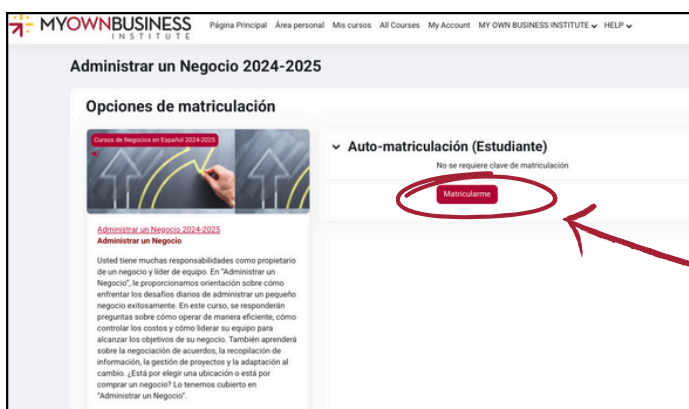 MYOWNBUSINESS
INSTITUTE
Página Principal Área personal Mis cursos All Courses My Account MY OWN BUSINESS INSTITUTE HELP
Administrar un Negocio 2024-2025
Opciones de matriculación
Cursos de Negocios en Español 2024-2025
Administrar un Negocio 2024-2025
Administrar un Negocio
Usted tiene muchas responsabilidades como propietario
de un negocio y líder de equipo. En "Administrar un
Negocio", le proporcionamos orientación sobre cómo
enfrentar los desafíos diarios de administrar un pequeño
negocio exitosamente. En este curso, se responderán
preguntas sobre cómo operar de manera eficiente, cómo
controlar los costos y cómo liderar su equipo para
alcanzar los objetivos de su negocio. También aprenderá
sobre la negociación de acuerdos, la recopilación de
información, la gestión de proyectos y la adaptación al
cambio. ¿Está por elegir una ubicación o está por
comprar un negocio? Lo tenemos cubierto en
"Administrar un Negocio".
Auto-matriculación (Estudiante)
No se requiere clave de matriculación
Matricularme